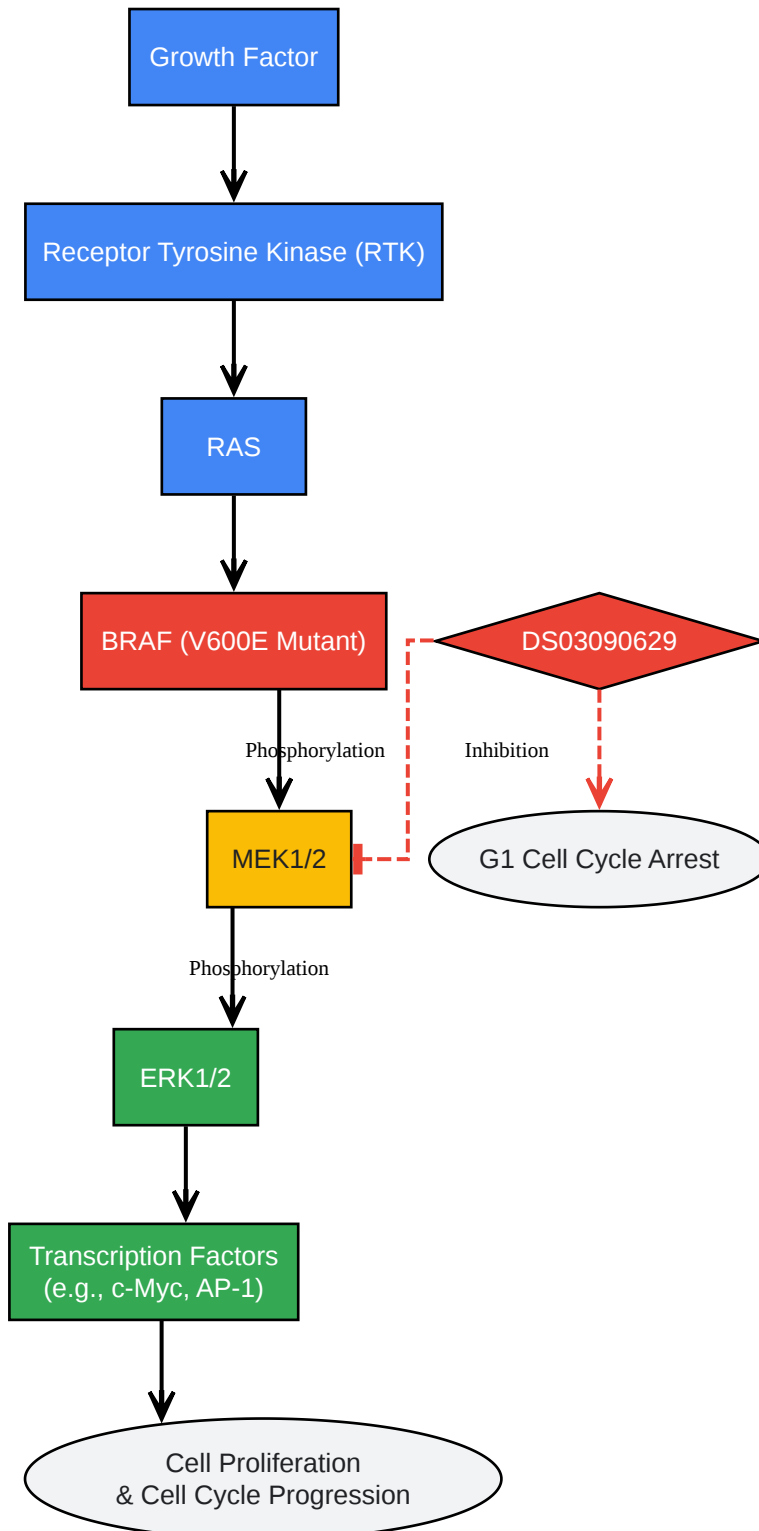 Growth Factor
Receptor Tyrosine Kinase (RTK)
RAS
BRAF (V600E Mutant)
DS03090629
Phosphorylation
Inhibition
MEK1/2
G1 Cell Cycle Arrest
Phosphorylation
ERK1/2
Transcription Factors
(e.g., c-Myc, AP-1)
Cell Proliferation
& Cell Cycle Progression